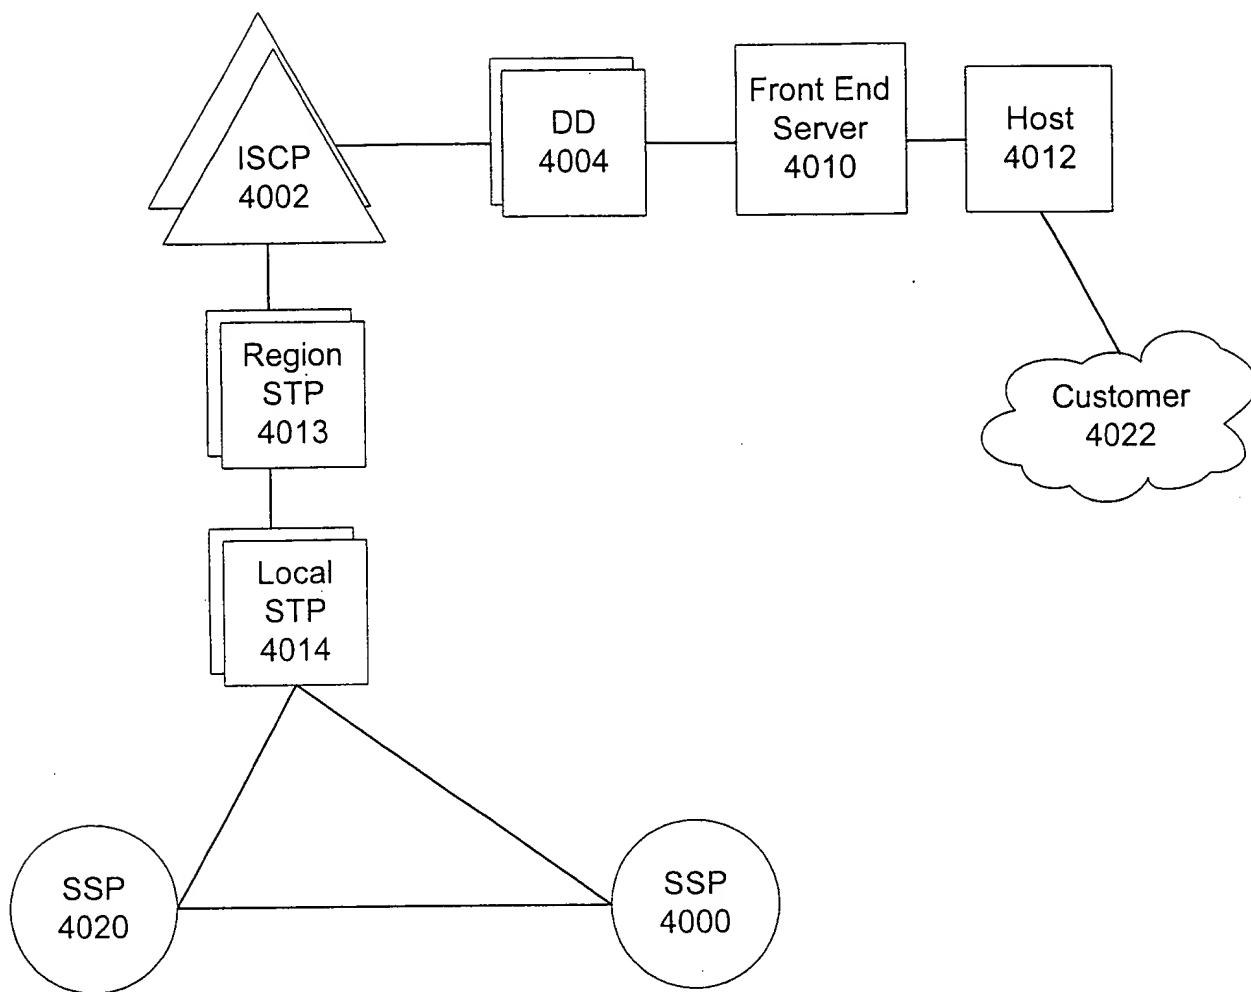 ISCP
4002
DD
4004
Front End
Server
4010
Host
4012
Region
STP
4013
Customer
4022
Local
STP
4014
SSP
4020
SSP
4000